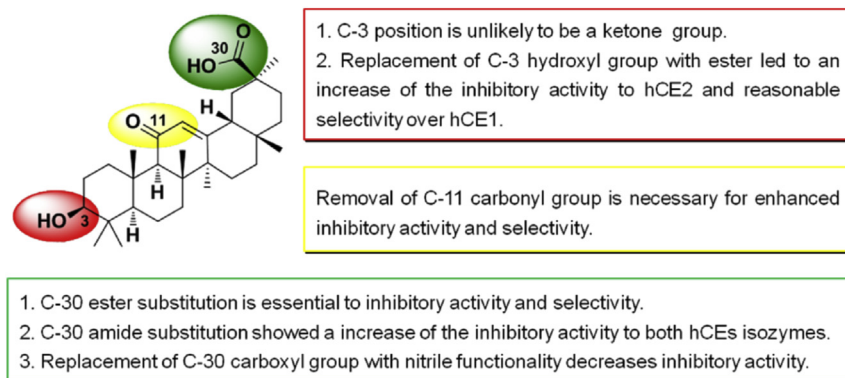 30
O
HO
1. C-3 position is unlikely to be a ketone group.
2. Replacement of C-3 hydroxyl group with ester led to an
increase of the inhibitory activity to hCE2 and reasonable
selectivity over hCE1.
H
O
11
Removal of C-11 carbonyl group is necessary for enhanced
inhibitory activity and selectivity.
H
HO
3
H
1. C-30 ester substitution is essential to inhibitory activity and selectivity.
2. C-30 amide substitution showed a increase of the inhibitory activity to both hCEs isozymes.
3. Replacement of C-30 carboxyl group with nitrile functionality decreases inhibitory activity.